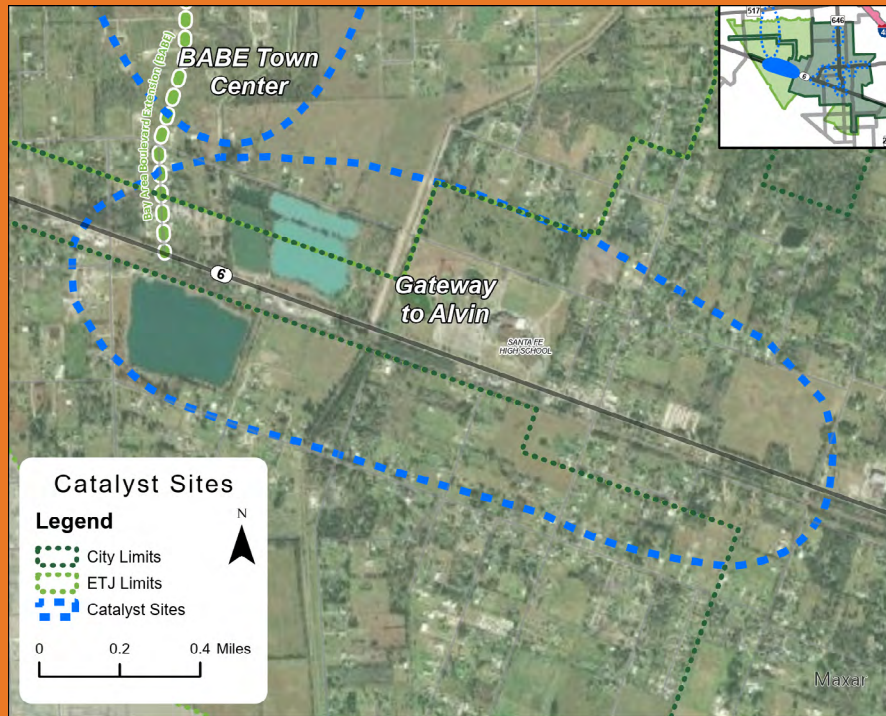 517
646
6
BABE Town
Center
Bay Area Boulevard Extension (BABE)
6
Gateway
to Alvin
SANTA FE
HIGH SCHOOL
Catalyst Sites
Legend
N
City Limits
ETJ Limits
Catalyst Sites
0 0.2 0.4 Miles
Maxar